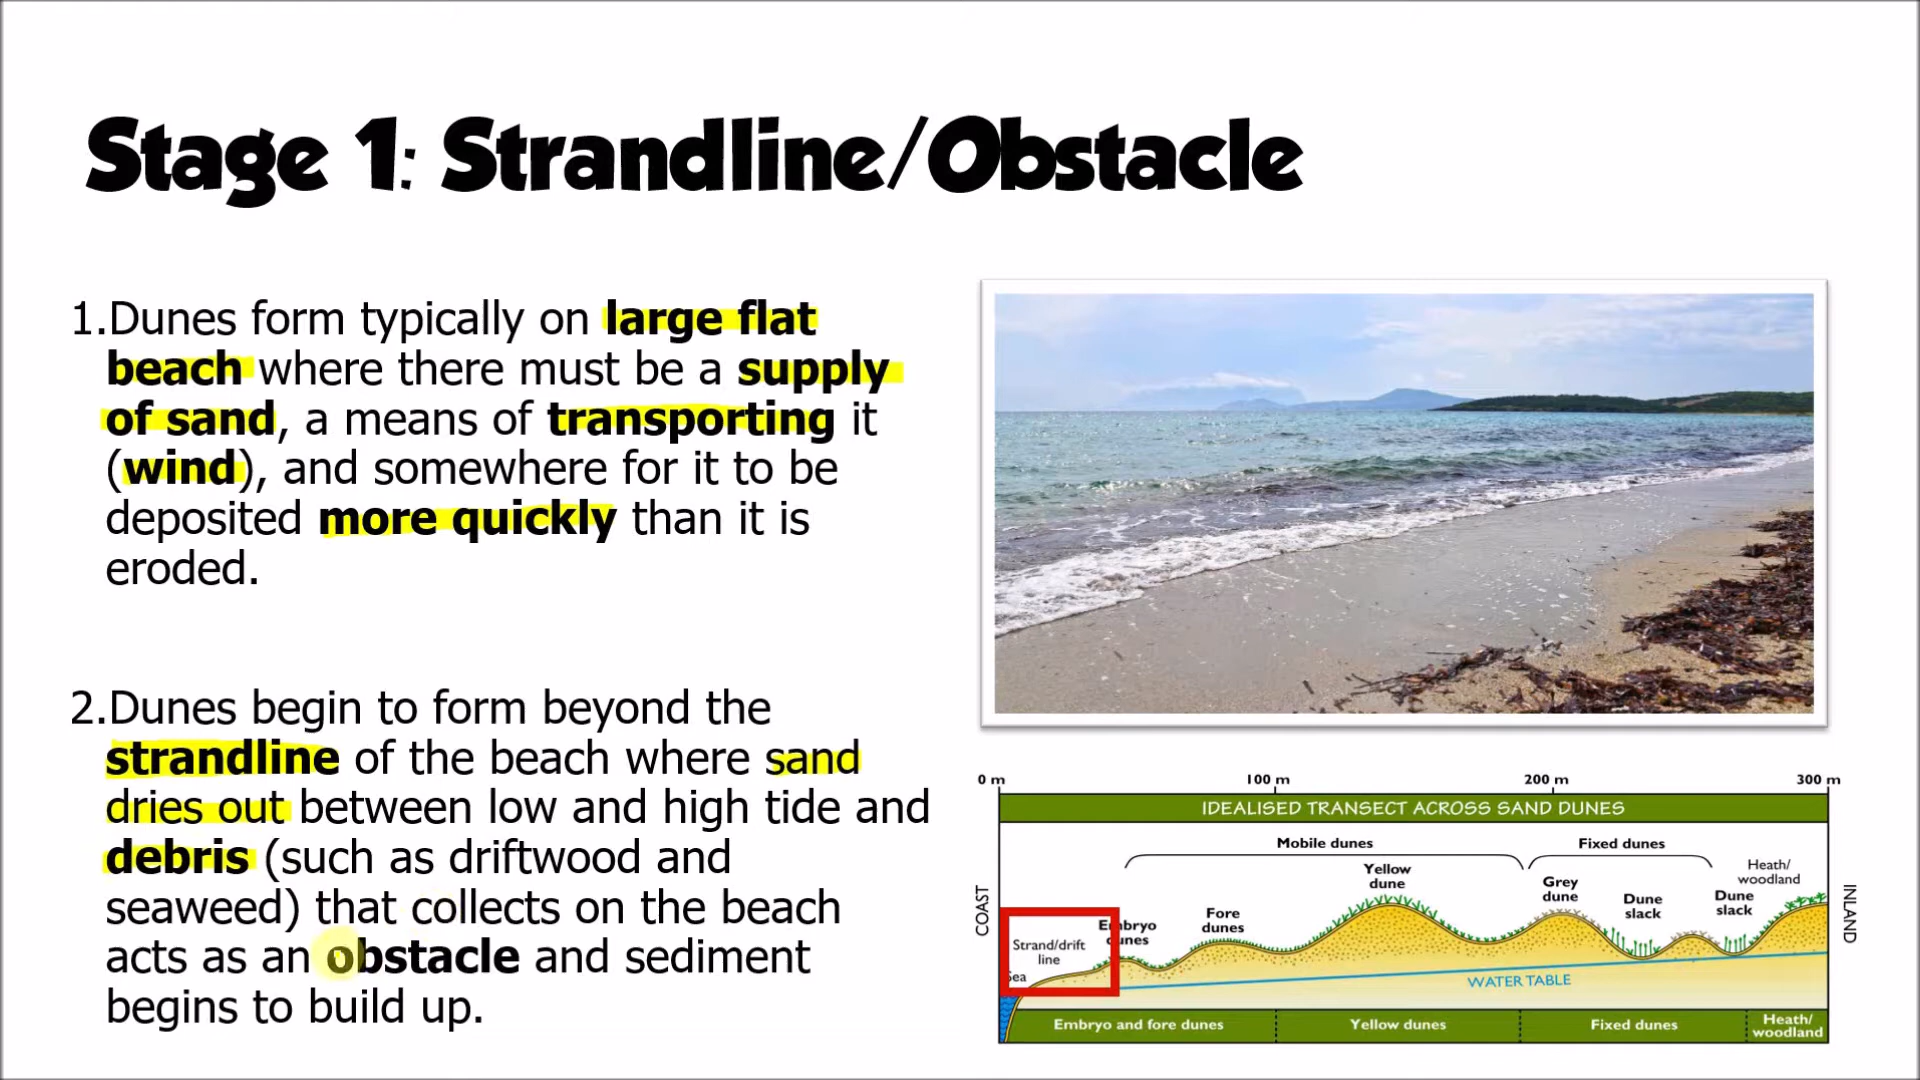 Stage 1: Strandline/Obstacle
1.Dunes form typically on large flat
beach where there must be a supply
of sand, a means of transporting it
(wind), and somewhere for it to be
deposited more quickly than it is
eroded.
2.Dunes begin to form beyond the
strandline of the beach where sand
dries out between low and high tide and
debris (such as driftwood and
seaweed) that collects on the beach
acts as an obstacle and sediment
begins to build up.
0 m 100 m 200 m 300 m
IDEALISED TRANSECT ACROSS SAND DUNES
Mobile dunes
Fixed dunes
COAST
Sea
Strand/drift
line
Embryo
dunes
Fore
dunes
Yellow
dune
Grey
dune
Dune
slack
Dune
slack
Heath/
woodland
INLAND
WATER TABLE
Embryo and fore dunes
Yellow dunes
Fixed dunes
Heath/
woodland